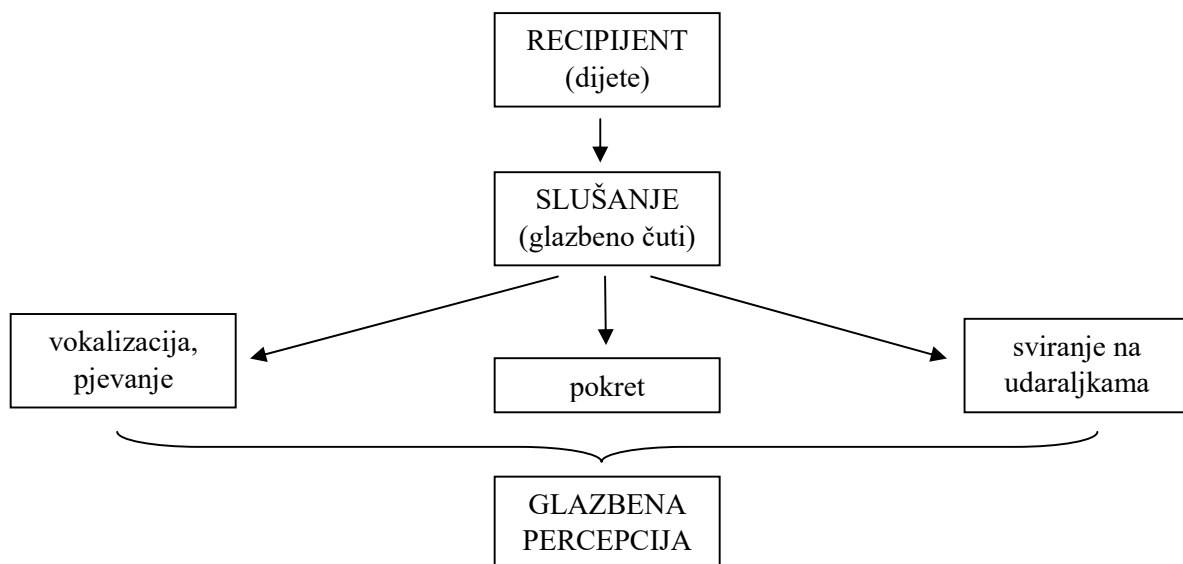 RECIPIJENT
(dijete)
SLUŠANJE
(glazbeno čuti)
vokalizacija,
pjevanje
pokret
sviranje na
udaraljkama
GLAZBENA
PERCEPCIJA